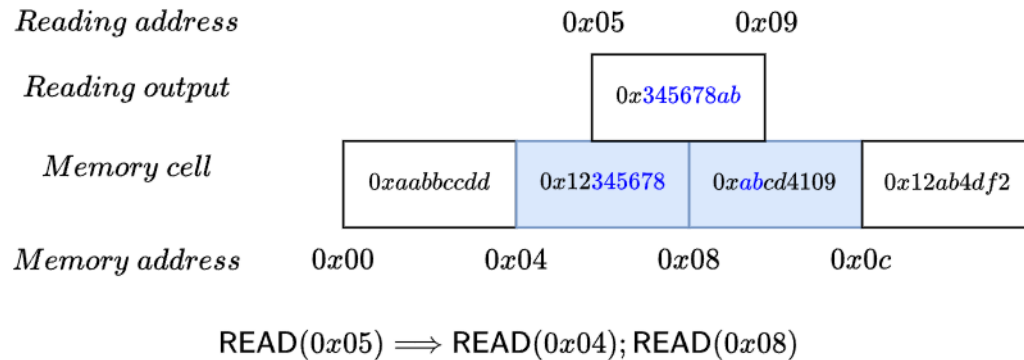 Reading address 0x05 0x09
Reading output 0x345678ab
Memory cell 0xaabbccdd 0x12345678 0xabcd4109 0x12ab4df2
Memory address 0x00 0x04 0x08 0x0c
READ(0x05) ⟹ READ(0x04); READ(0x08)